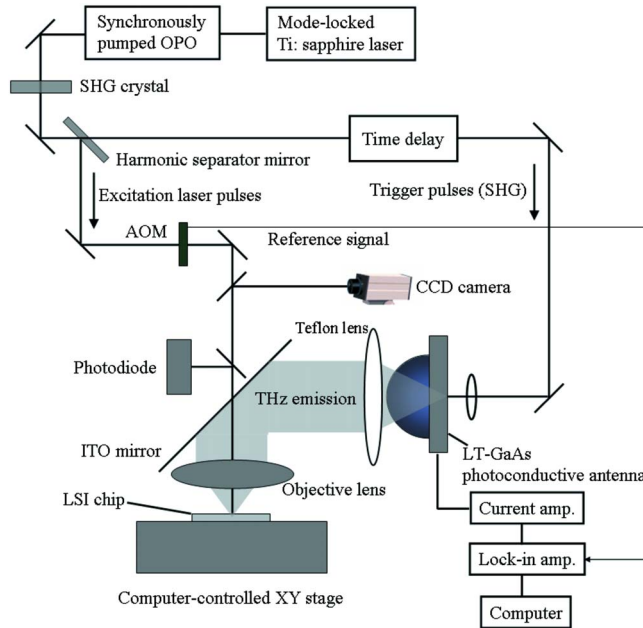 Synchronously
pumped OPO
Mode-locked
Ti: sapphire laser
SHG crystal
Harmonic separator mirror
Time delay
Excitation laser pulses
Trigger pulses (SHG)
AOM
Reference signal
CCD camera
Teflon lens
Photodiode
THz emission
ITO mirror
LT-GaAs
photoconductive antenna
Objective lens
LSI chip
Current amp.
Lock-in amp.
Computer-controlled XY stage
Computer